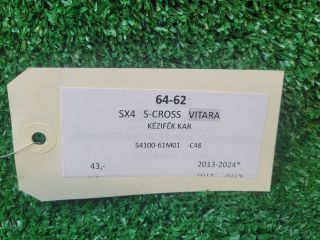 64-62
SX4 S-CROSS VITARA
KÉZIFÉK KAR
54100-61M01 -C48
43,- 2013-2024*